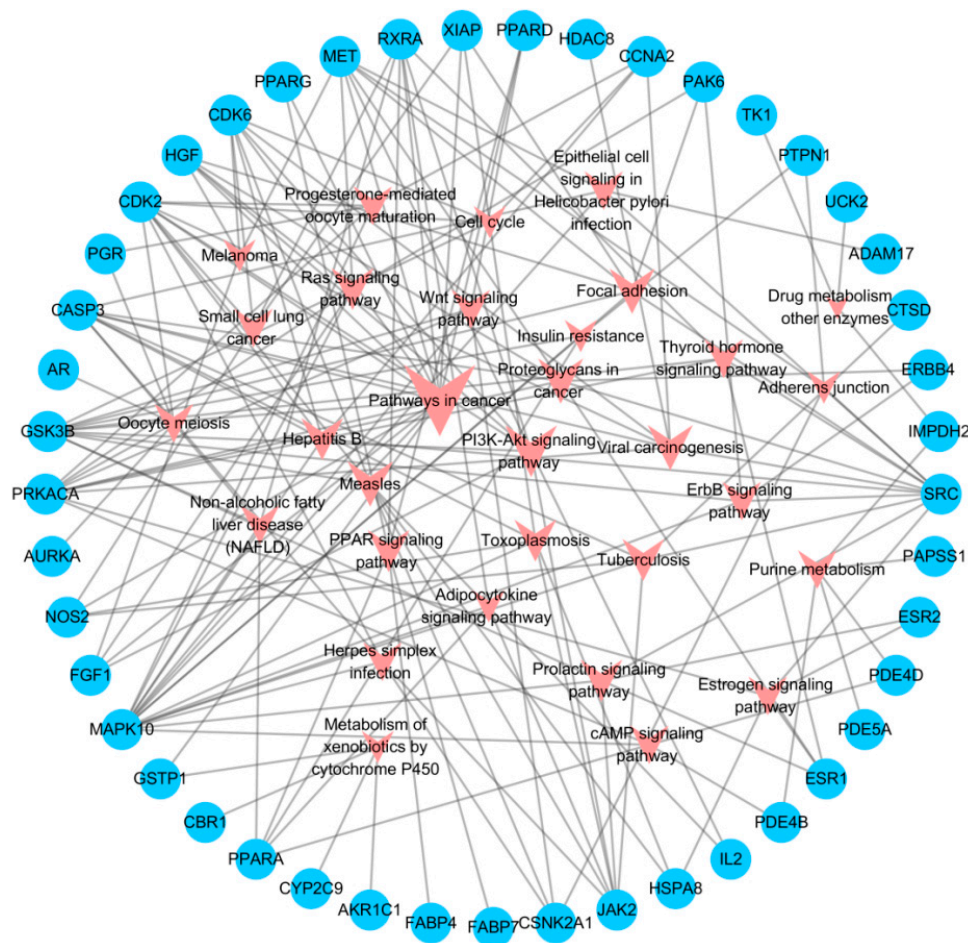 XIAP
PPARD
RXRA
HDAC8
MET
CCNA2
PPARG
PAK6
CDK6
TK1
HGF
PTPN1
CDK2
UCK2
PGR
ADAM17
CASP3
CTSD
AR
ERBB4
GSK3B
IMPDH2
PRKACA
SRC
AURKA
PAPSS1
NOS2
ESR2
FGF1
PDE4D
MAPK10
PDE5A
GSTP1
ESR1
CBR1
PDE4B
PPARA
IL2
CYP2C9
HSPA8
AKR1C1
JAK2
FABP4
FABP7
CSNK2A1
Epithelial cell
signaling in
Helicobacter pylori
infection
Progesterone-mediated
oocyte maturation
Cell cycle
Melanoma
Ras signaling
pathway
Wnt signaling
pathway
Focal adhesion
Drug metabolism
other enzymes
Small cell lung
cancer
Insulin resistance
Thyroid hormone
signaling pathway
Proteoglycans in
cancer
Adherens junction
Pathways in cancer
Oocyte meiosis
Hepatitis B
PI3K-Akt signaling
pathway
Viral carcinogenesis
Measles
ErbB signaling
pathway
Non-alcoholic fatty
liver disease
(NAFLD)
PPAR signaling
pathway
Toxoplasmosis
Tuberculosis
Purine metabolism
Adipocytokine
signaling pathway
Herpes simplex
infection
Prolactin signaling
pathway
Estrogen signaling
pathway
Metabolism of
xenobiotics by
cytochrome P450
cAMP signaling
pathway